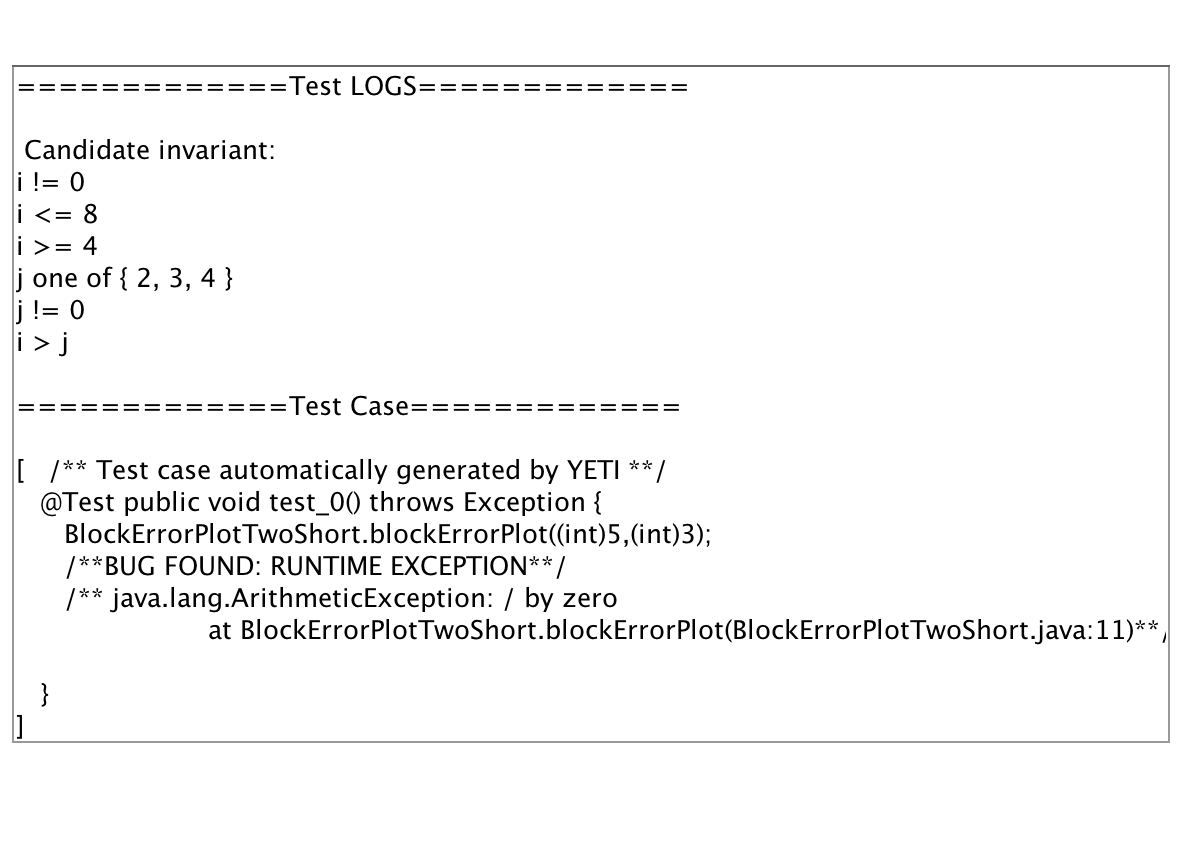 =============Test LOGS=============
Candidate invariant:
i != 0
i <= 8
i >= 4
j one of { 2, 3, 4 }
j != 0
i > j
=============Test Case=============
[   /** Test case automatically generated by YETI **/
@Test public void test_0() throws Exception {
BlockErrorPlotTwoShort.blockErrorPlot((int)5,(int)3);
/**BUG FOUND: RUNTIME EXCEPTION**/
/** java.lang.ArithmeticException: / by zero
at BlockErrorPlotTwoShort.blockErrorPlot(BlockErrorPlotTwoShort.java:11)**/
}
]